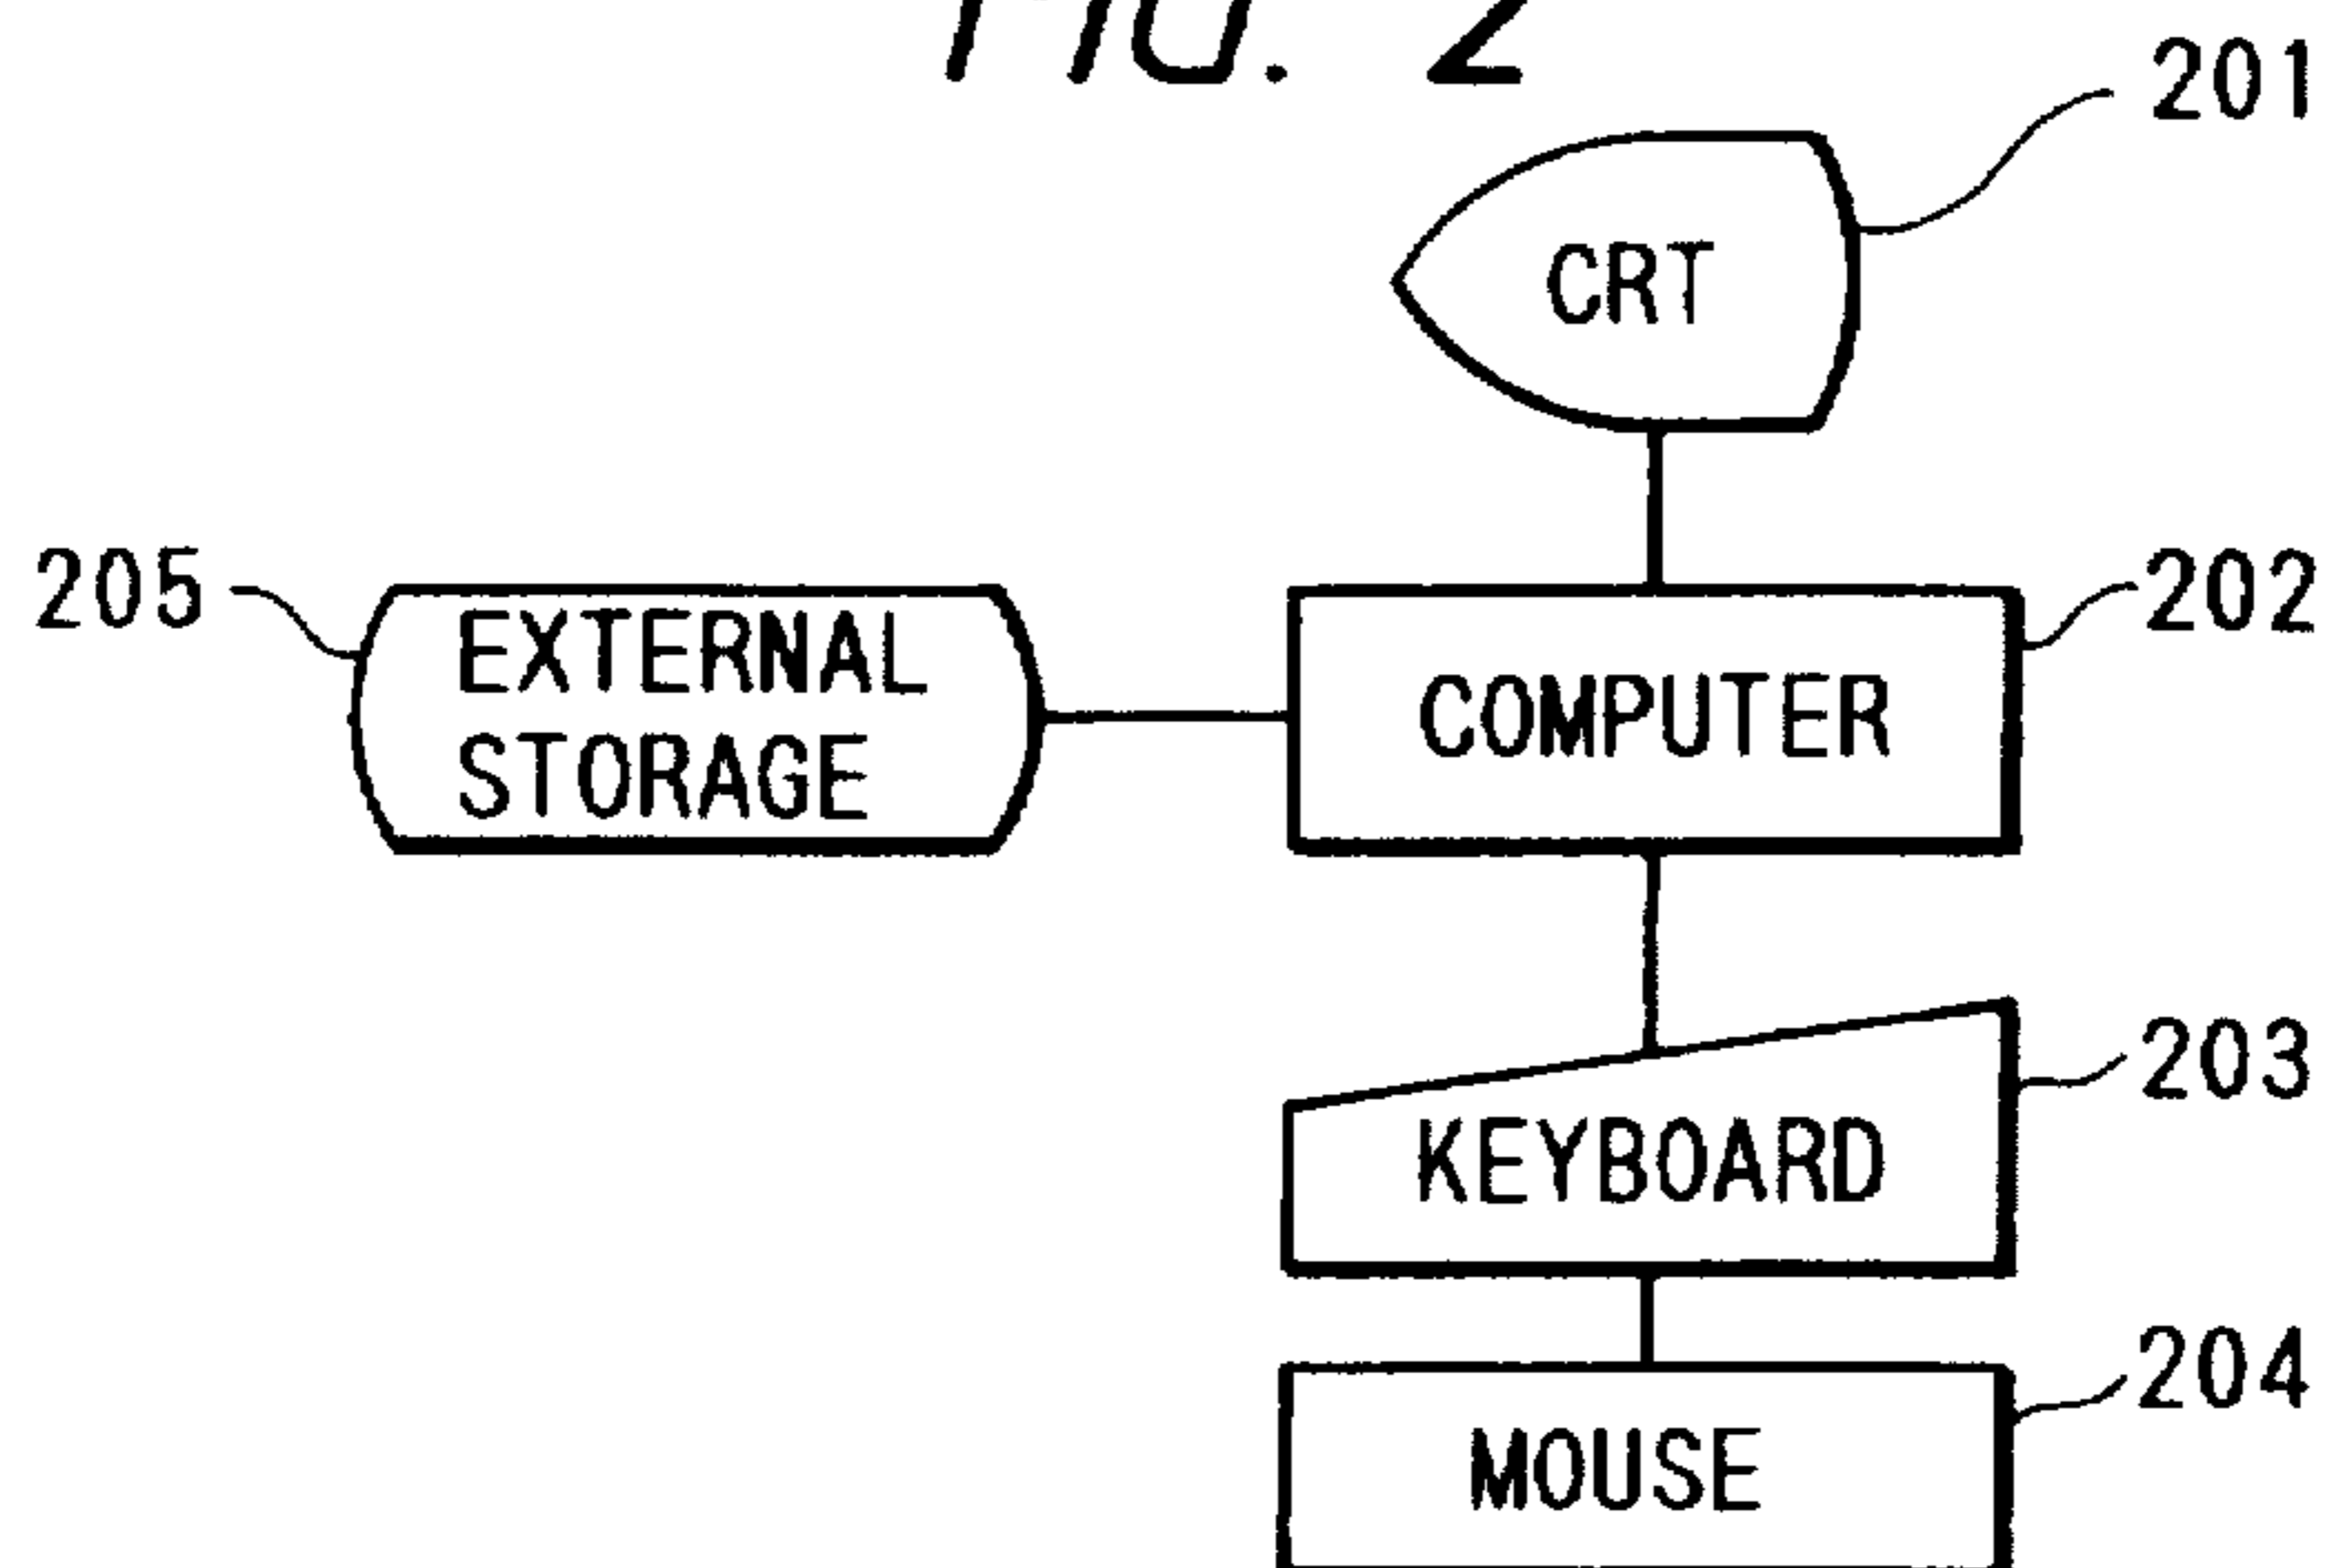 FIG. 2
201
CRT
205
202
EXTERNAL
STORAGE
COMPUTER
203
KEYBOARD
204
MOUSE